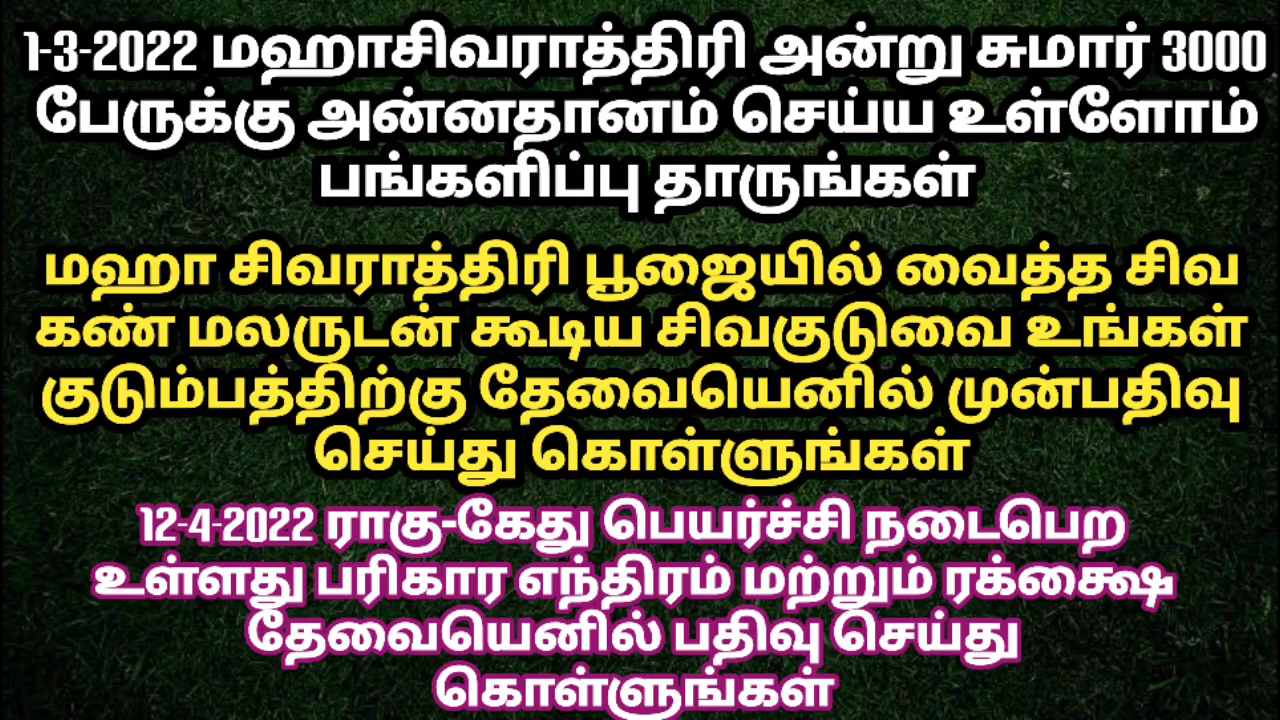 1-3-2022 மஹாசிவராத்திரி அன்று சுமார் 3000
பேருக்கு அன்னதானம் செய்ய உள்ளோம்
பங்களிப்பு தாருங்கள்
மஹா சிவராத்திரி பூஜையில் வைத்த சிவ
கண் மலருடன் கூடிய சிவகுடுவை உங்கள்
குடும்பத்திற்கு தேவையெனில் முன்பதிவு
செய்து கொள்ளுங்கள்
12-4-2022 ராகு-கேது பெயர்ச்சி நடைபெற
உள்ளது பரிகார எந்திரம் மற்றும் ரக்க்ஷை
தேவையெனில் பதிவு செய்து
கொள்ளுங்கள்